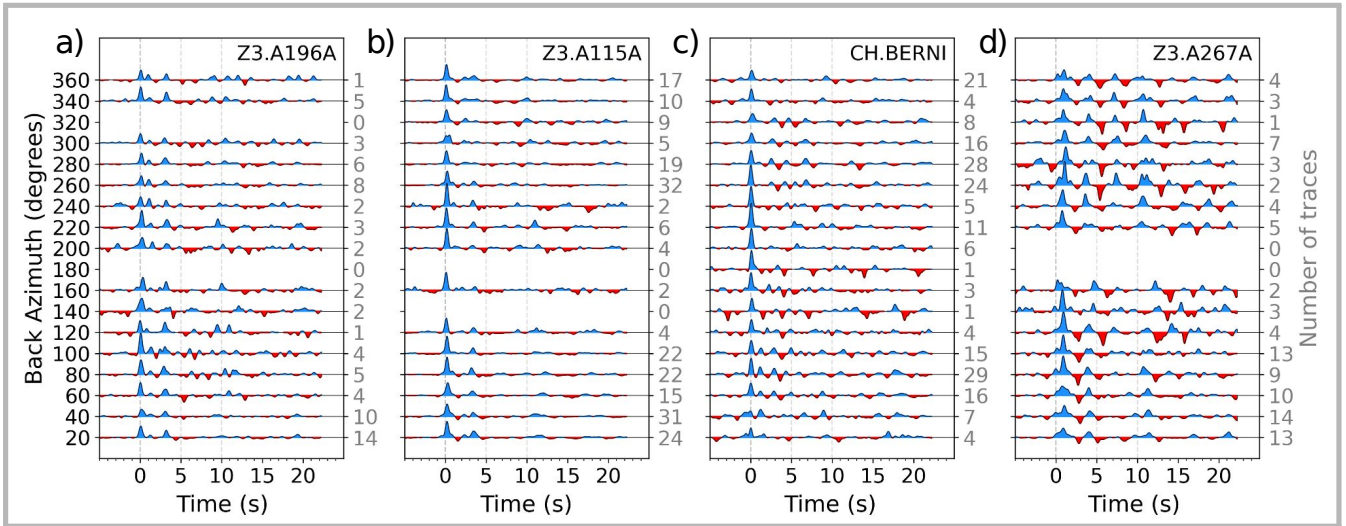 a) Z3.A196A b) Z3.A115A c) CH.BERNI d) Z3.A267A
360 1 17 21 4
340 5 10 4 3
320 0 9 8 1
300 3 5 16 7
280 6 19 28 3
260 8 32 24 2
240 2 2 5 4
220 3 6 11 5
200 2 4 6 0
180 0 0 1 0
160 2 2 3 2
140 2 0 1 3
120 1 4 4 4
100 4 22 15 13
80 5 22 29 9
60 4 15 16 10
40 10 31 7 14
20 14 24 4 13
Back Azimuth (degrees)
Number of traces
0 5 10 15 20 0 5 10 15 20 0 5 10 15 20 0 5 10 15 20
Time (s) Time (s) Time (s) Time (s)